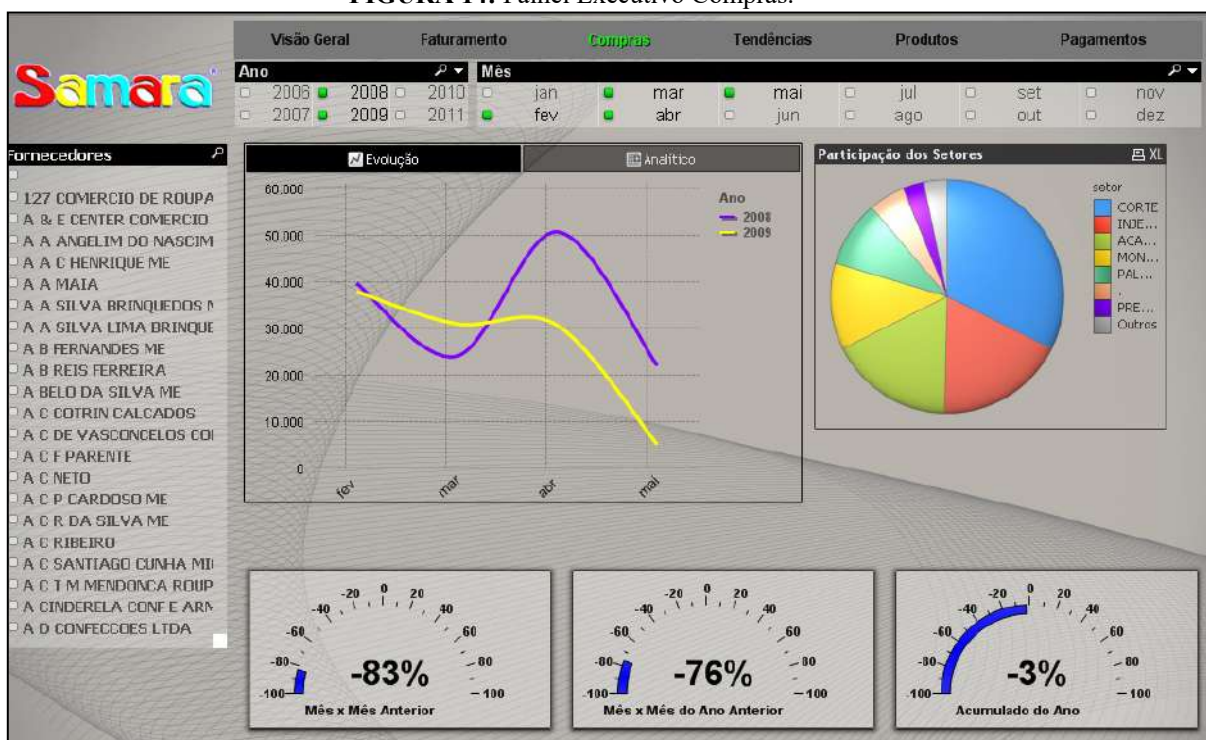 FIGURA 14. Painel Executivo Compras.
Visão Geral Faturamento Compras Tendências Produtos Pagamentos
Samara
Ano Mês
2006 2008 2010 jan mar mai jul set nov
2007 2009 2011 fev abr jun ago out dez
Fornecedores
127 COMERCIO DE ROUPA
A & E CENTER COMERCIO
A A ANGELIM DO NASCIM
A A C HENRIQUE ME
A A MAIA
A A SILVA BRINQUEDOS
A A SILVA LIMA BRINQUE
A B FERNANDES ME
A B REIS FERREIRA
A BELO DA SILVA ME
A C COTRIN CALCADOS
A C DE VASCONCELOS
A C F PARENTE
A C NETO
A C P CARDOSO ME
A C R DA SILVA ME
A C RIBEIRO
A C SANTIAGO CUNHA
A C T M MENDONCA ROUP
A CINDERELA CONF E
A D CONFECCOES LTDA
Evolução Analítico
60.000
50.000
40.000
30.000
20.000
10.000
0
fev mar abr mai
Ano
2008
2009
Participação dos Setores XL
setor
CORTE
INJE...
ACA...
MON...
PAL...
.
PRE...
Outros
-100 -80 -60 -40 -20 0 20 40 60 80 100
-83%
Mês x Mês Anterior
-100 -80 -60 -40 -20 0 20 40 60 80 100
-76%
Mês x Mês do Ano Anterior
-100 -80 -60 -40 -20 0 20 40 60 80 100
-3%
Acumulado do Ano